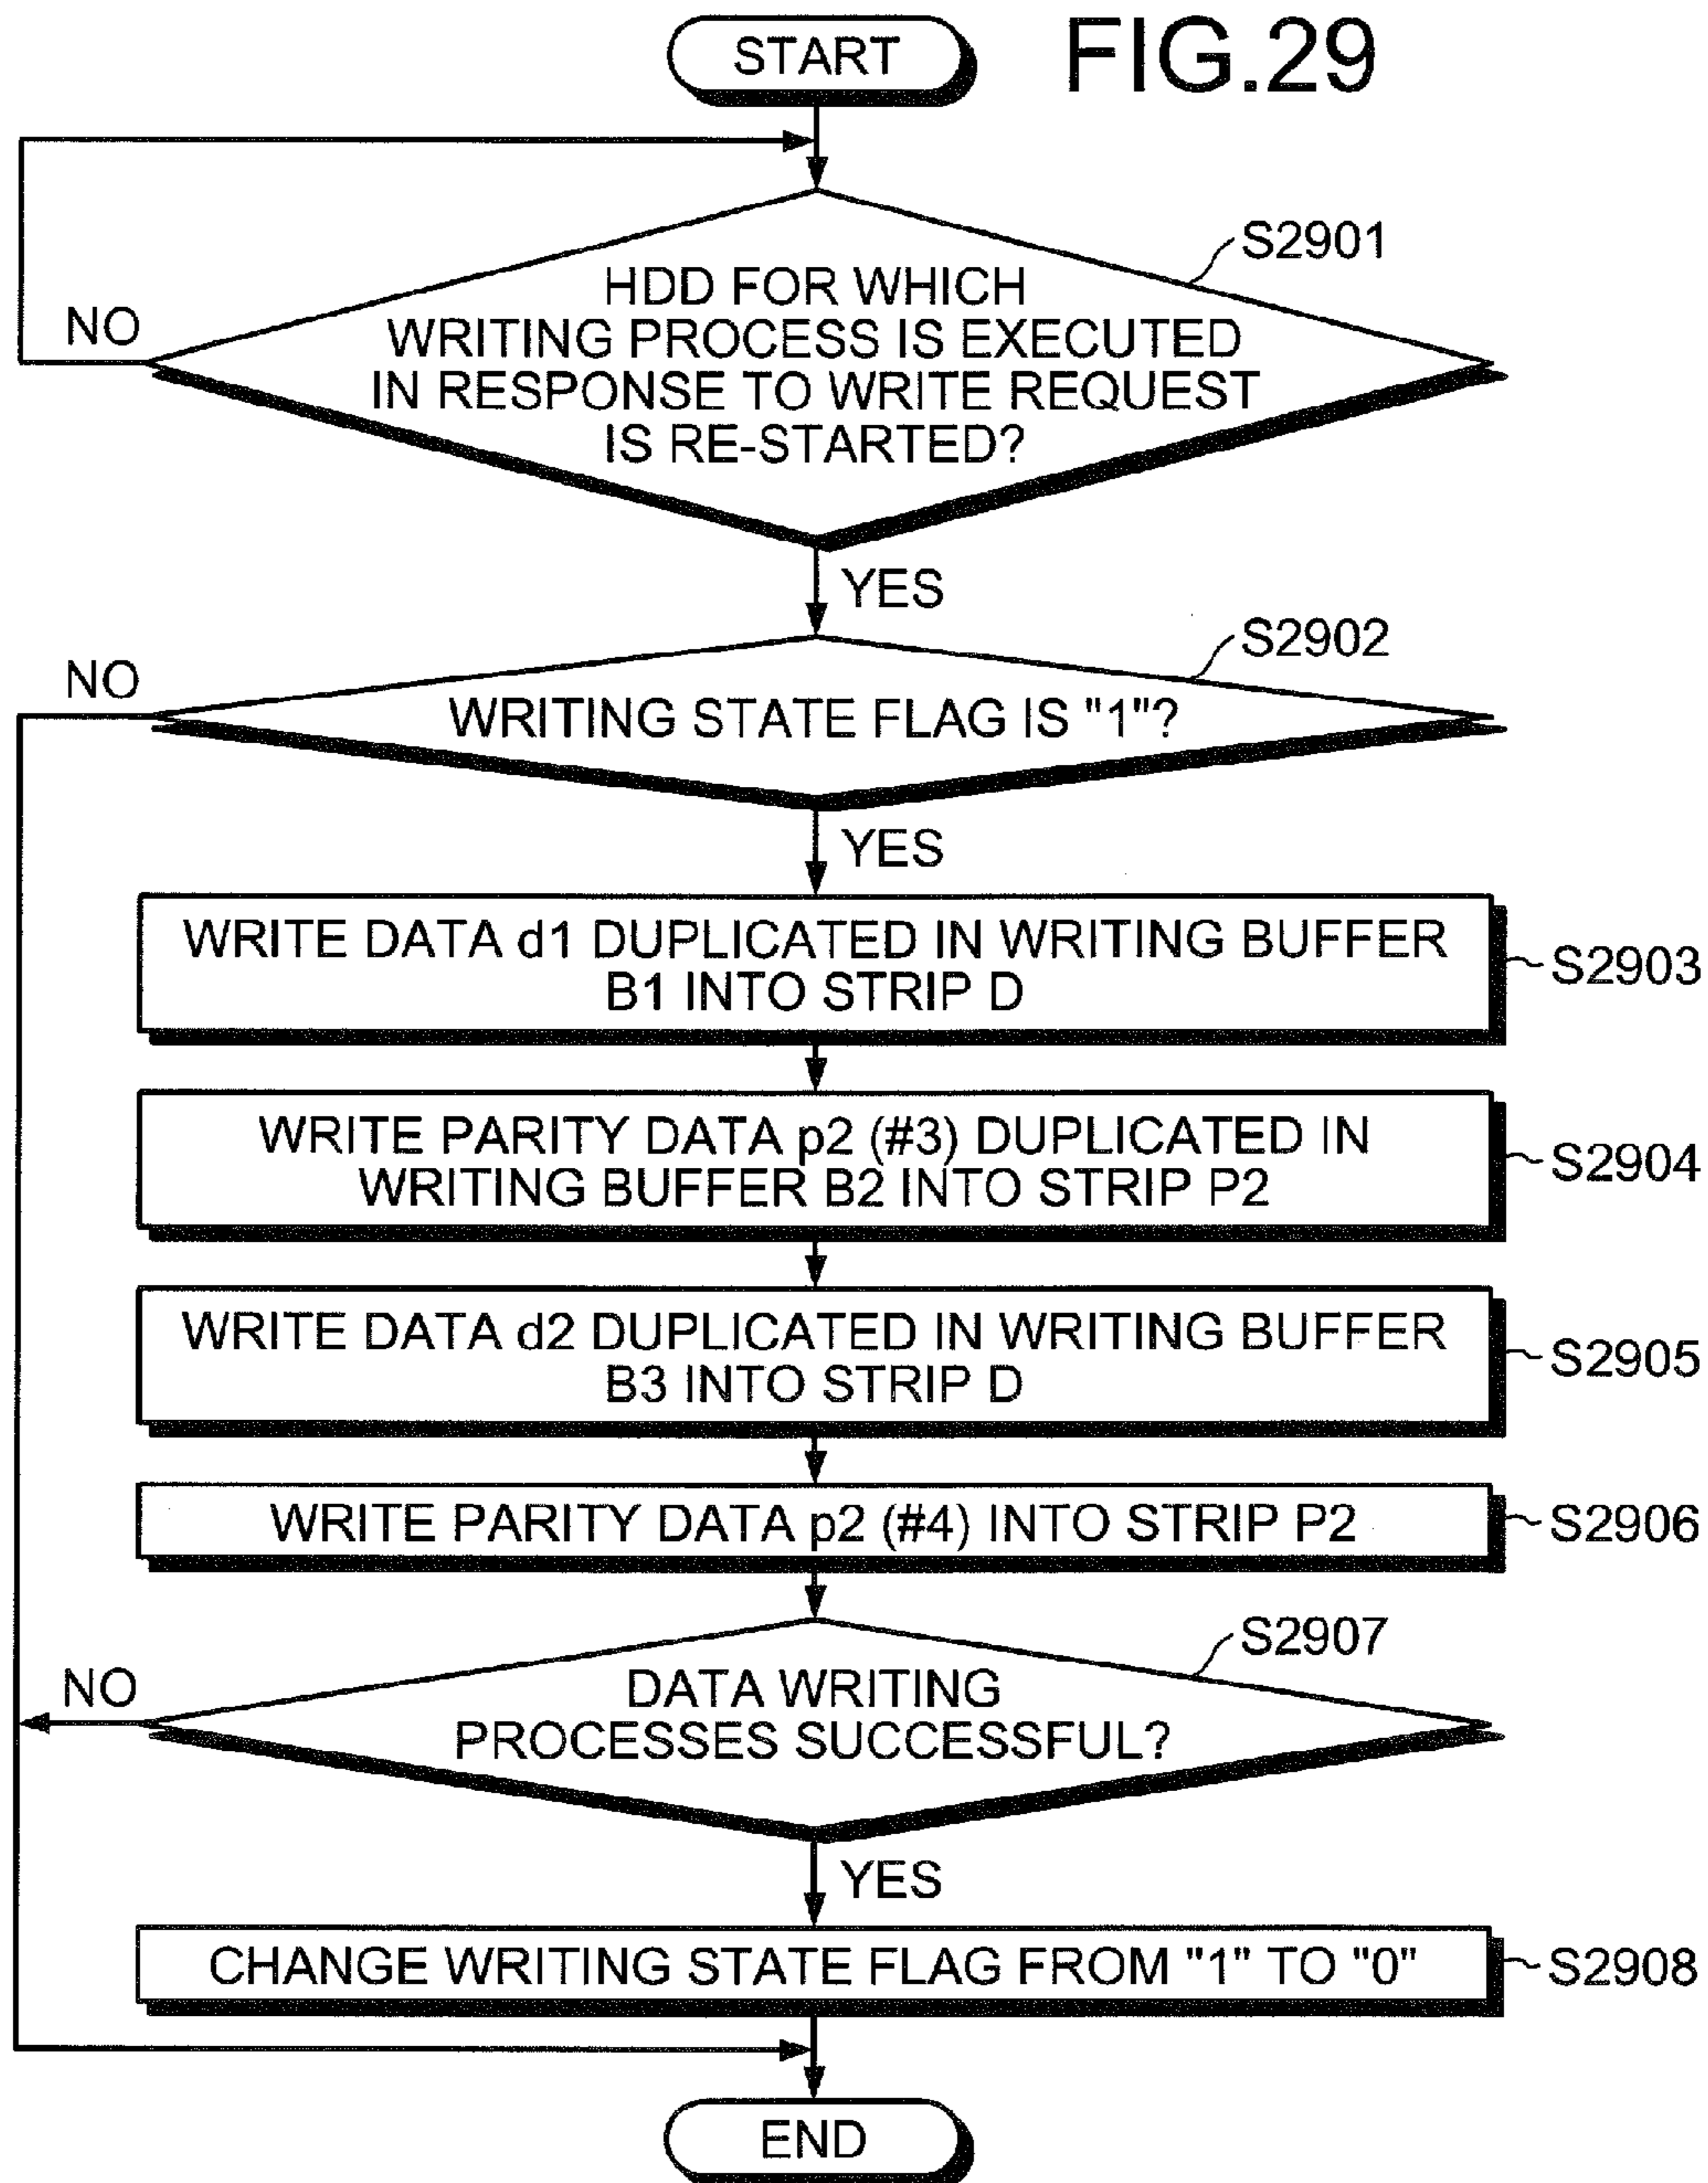 START
FIG.29
S2901
HDD FOR WHICH
WRITING PROCESS IS EXECUTED
IN RESPONSE TO WRITE REQUEST
IS RE-STARTED?
NO
YES
S2902
NO
WRITING STATE FLAG IS "1"?
YES
WRITE DATA d1 DUPLICATED IN WRITING BUFFER
B1 INTO STRIP D
S2903
WRITE PARITY DATA p2 (#3) DUPLICATED IN
WRITING BUFFER B2 INTO STRIP P2
S2904
WRITE DATA d2 DUPLICATED IN WRITING BUFFER
B3 INTO STRIP D
S2905
WRITE PARITY DATA p2 (#4) INTO STRIP P2
S2906
S2907
NO
DATA WRITING
PROCESSES SUCCESSFUL?
YES
CHANGE WRITING STATE FLAG FROM "1" TO "0"
S2908
END